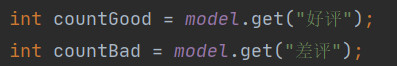 int countGood = model.get("好评");
int countBad = model.get("差评");